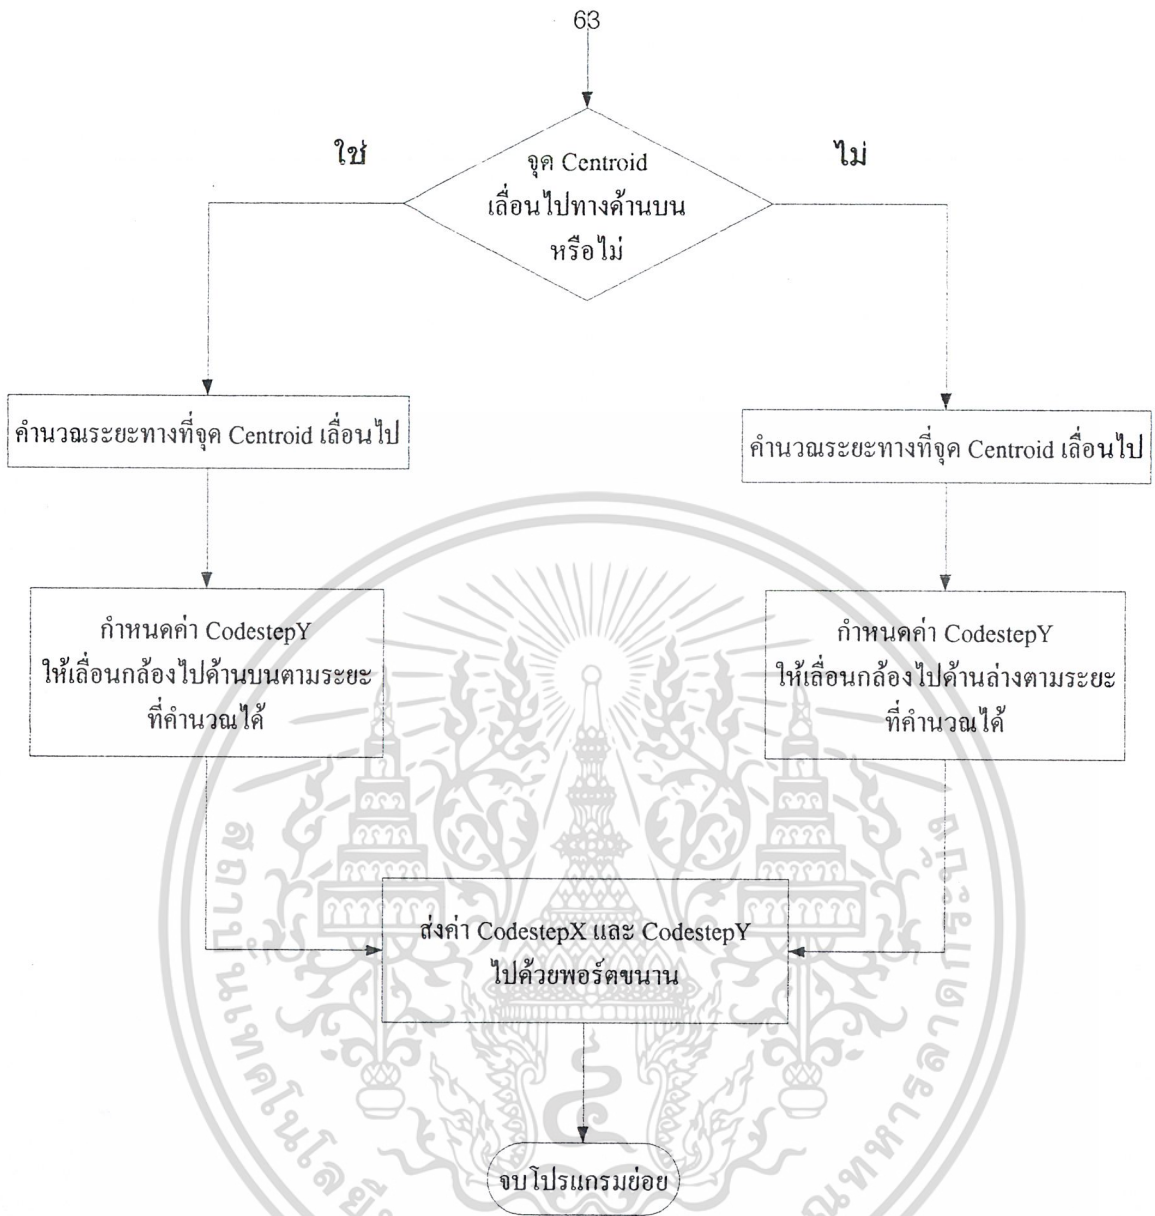 63
ใช่
ไม่
จุด Centroid
เลื่อนไปทางด้านบน
หรือไม่
คำนวณระยะทางที่จุด Centroid เลื่อนไป
คำนวณระยะทางที่จุด Centroid เลื่อนไป
กำหนดค่า CodestepY
ให้เลื่อนกล้องไปด้านบนตามระยะ
ที่คำนวณได้
กำหนดค่า CodestepY
ให้เลื่อนกล้องไปด้านล่างตามระยะ
ที่คำนวณได้
ส่งค่า CodestepX และ CodestepY
ไปด้วยพอร์ตขนาน
จบโปรแกรมย่อย